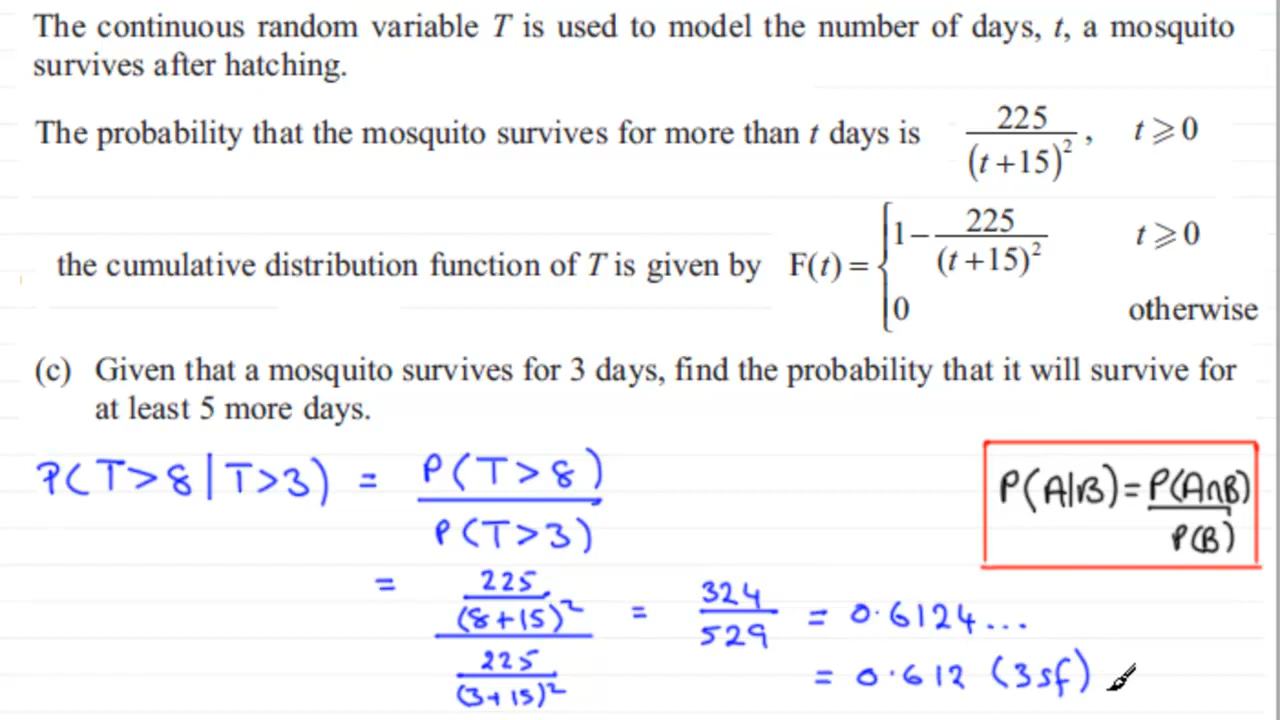 The continuous random variable T is used to model the number of days, t, a mosquito
survives after hatching.
The probability that the mosquito survives for more than t days is 225/(t+15)², t ⩾ 0
the cumulative distribution function of T is given by F(t) = { 1 − 225/(t+15)² t ⩾ 0
0 otherwise
(c) Given that a mosquito survives for 3 days, find the probability that it will survive for
at least 5 more days.
P(T>8|T>3) = P(T>8) / P(T>3)
P(A|B) = P(A∩B) / P(B)
= 225/(8+15)² / 225/(3+15)² = 324/529 = 0.6124...
= 0.612 (3sf)